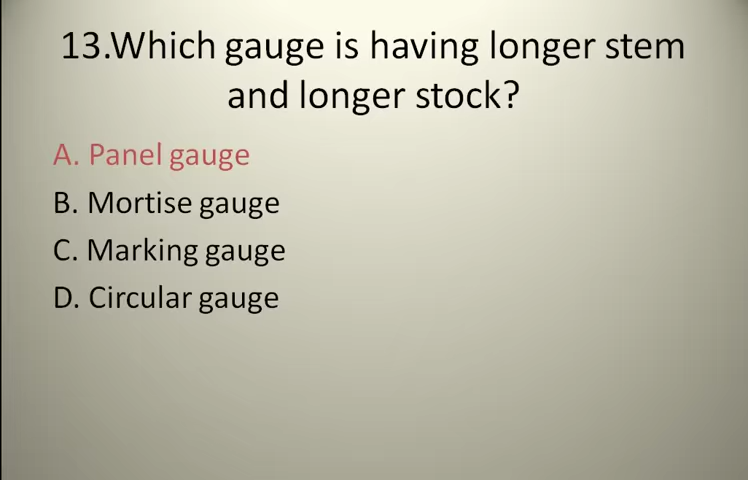 13.Which gauge is having longer stem
and longer stock?
A. Panel gauge
B. Mortise gauge
C. Marking gauge
D. Circular gauge